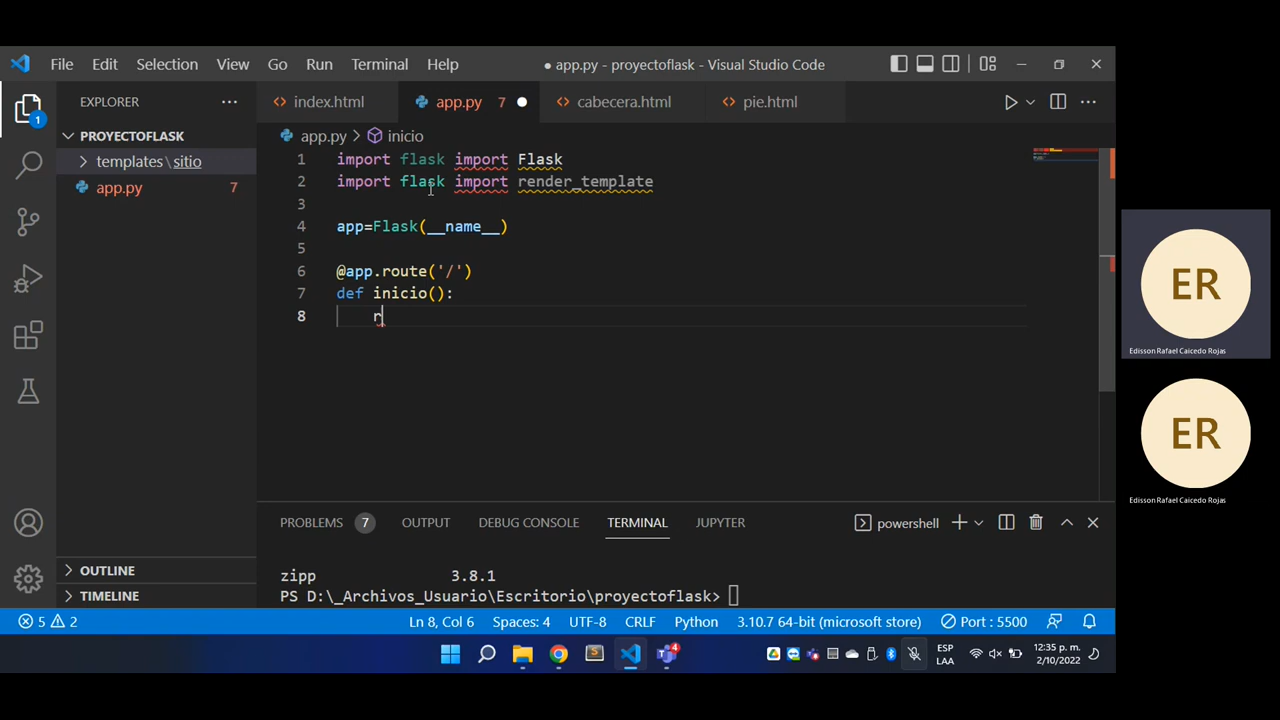 File Edit Selection View Go Run Terminal Help
● app.py - proyectoflask - Visual Studio Code
EXPLORER
index.html
app.py 7
cabecera.html
pie.html
PROYECTOFLASK
templates\sitio
app.py 7
app.py > inicio
1 import flask import Flask
2 import flask import render_template
3
4 app=Flask(__name__)
5
6 @app.route('/')
7 def inicio():
8 r
OUTLINE
TIMELINE
PROBLEMS 7 OUTPUT DEBUG CONSOLE TERMINAL JUPYTER
powershell
zipp 3.8.1
PS D:\_Archivos_Usuario\Escritorio\proyectoflask>
5 2
Ln 8, Col 6 Spaces: 4 UTF-8 CRLF Python 3.10.7 64-bit (microsoft store) Port : 5500
ESP
LAA
12:35 p. m.
2/10/2022
1
4
S
ER
Edisson Rafael Caicedo Rojas
ER
Edisson Rafael Caicedo Rojas